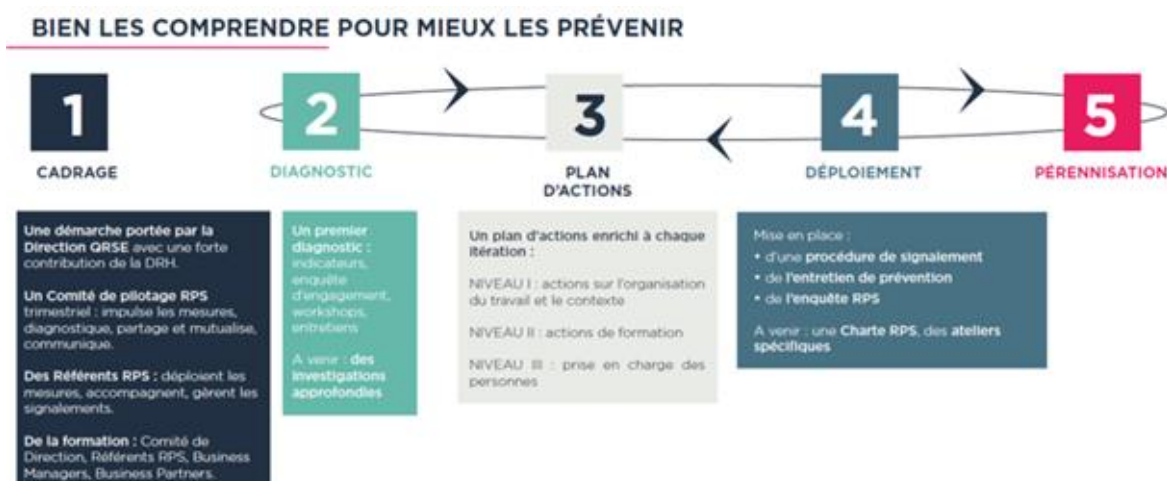 BIEN LES COMPRENDRE POUR MIEUX LES PRÉVENIR
1
CADRAGE
Une démarche portée par la
Direction QRSE avec une forte
contribution de la DRH.
Un Comité de pilotage RPS
trimestriel : impulse les mesures,
diagnostique, partage et mutualise,
communique.
Des Référents RPS : déploient les
mesures, accompagnent, gèrent les
signalements.
De la formation : Comité de
Direction, Référents RPS, Business
Managers, Business Partners.
2
DIAGNOSTIC
Un premier
diagnostic :
indicateurs,
enquête
d'engagement,
workshops,
entretiens
A venir : des
investigations
approfondies
3
PLAN
D'ACTIONS
Un plan d'actions enrichi à chaque
itération :
NIVEAU I : actions sur l'organisation
du travail et le contexte
NIVEAU II : actions de formation
NIVEAU III : prise en charge des
personnes
4
DÉPLOIEMENT
Mise en place :
• d'une procédure de signalement
• de l'entretien de prévention
• de l'enquête RPS
A venir : une Charte RPS, des ateliers
spécifiques
5
PÉRENNISATION